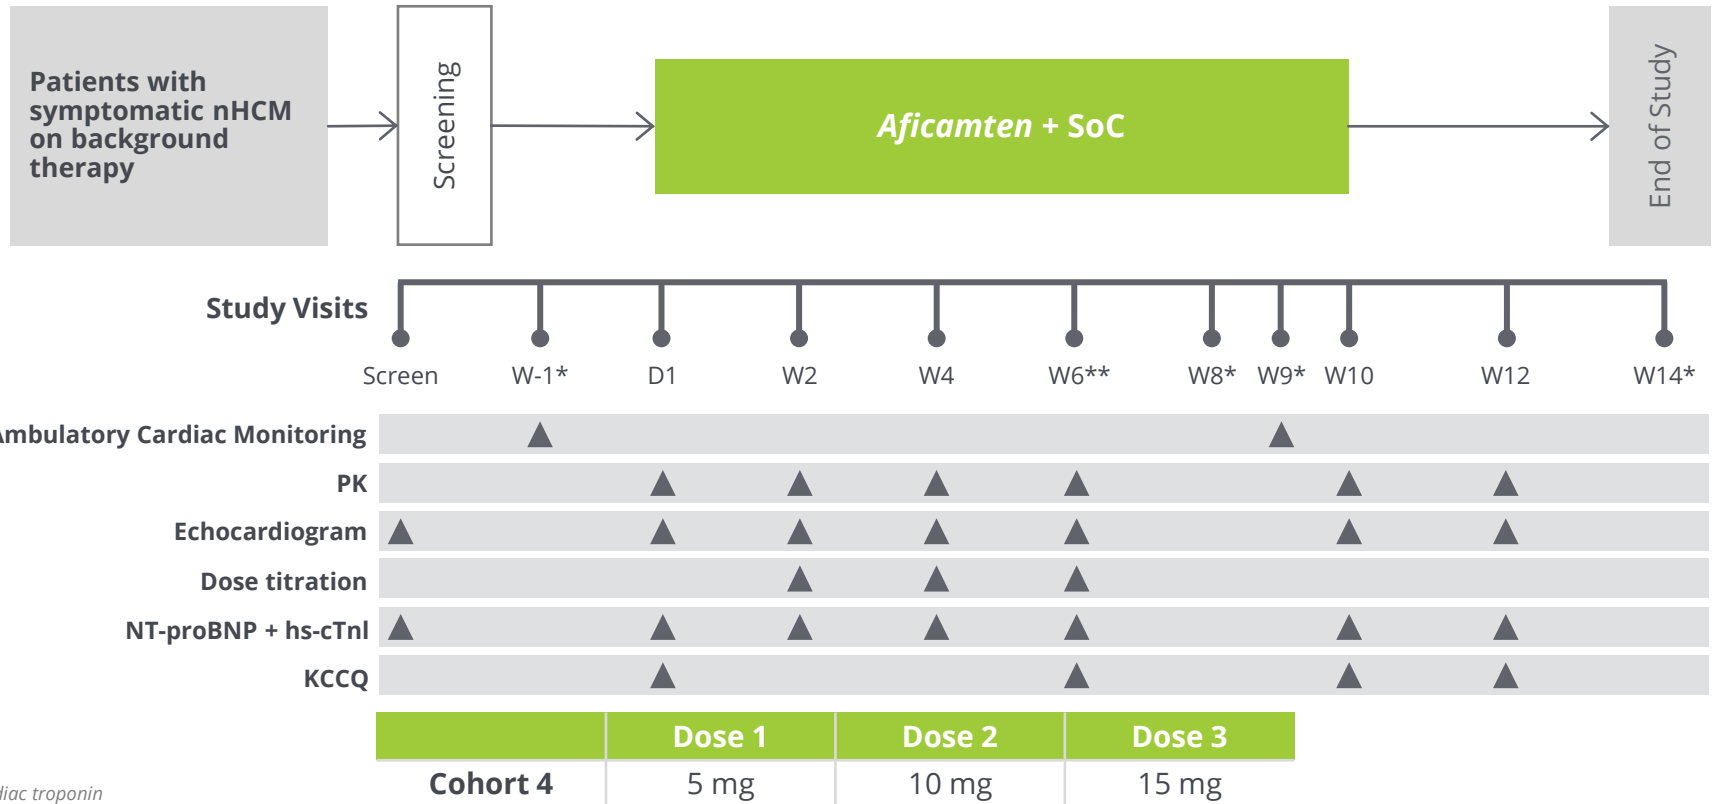 Patients with
symptomatic nHCM
on background
therapy
Screening
Aficamten + SoC
End of Study
Study Visits
Screen W-1* D1 W2 W4 W6** W8* W9* W10 W12 W14*
Ambulatory Cardiac Monitoring
PK
Echocardiogram
Dose titration
NT-proBNP + hs-cTnI
KCCQ
Dose 1 Dose 2 Dose 3
Cohort 4 5 mg 10 mg 15 mg
troponin